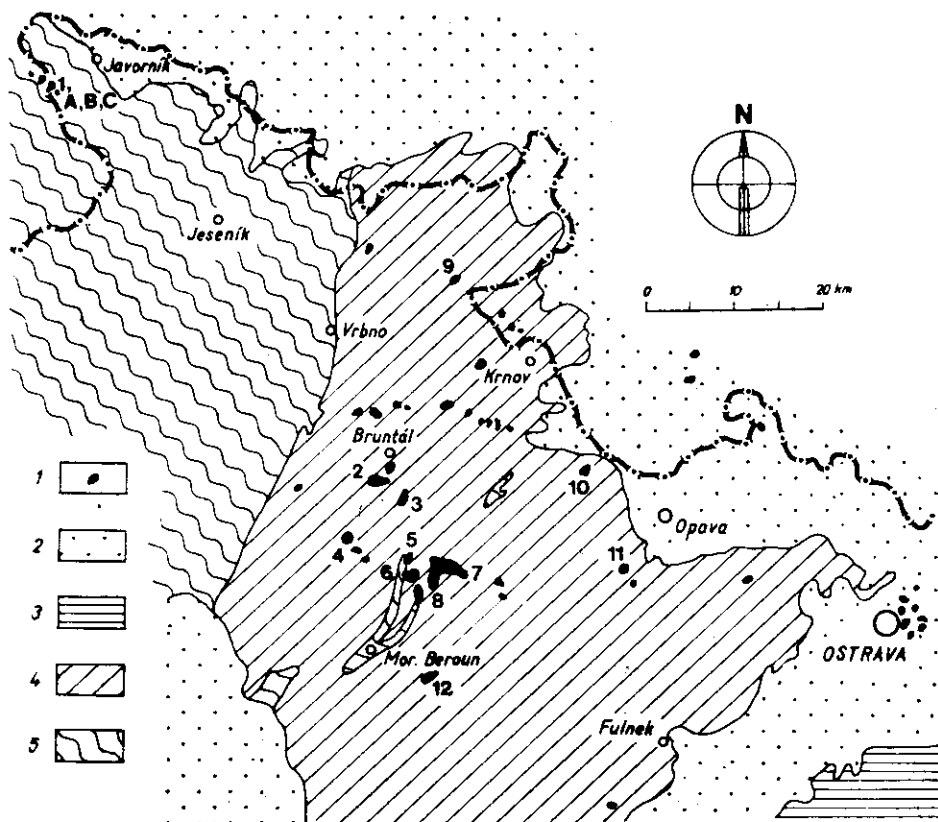 Javorník
1,
A,B,C
N
Jeseník
9
0 10 20 km
Vrbno
Krnov
Bruntál
2
3
10
Opava
4
5
6
7
8
11
OSTRAVA
Mor. Beroun
12
Fulnek
1
2
3
4
5